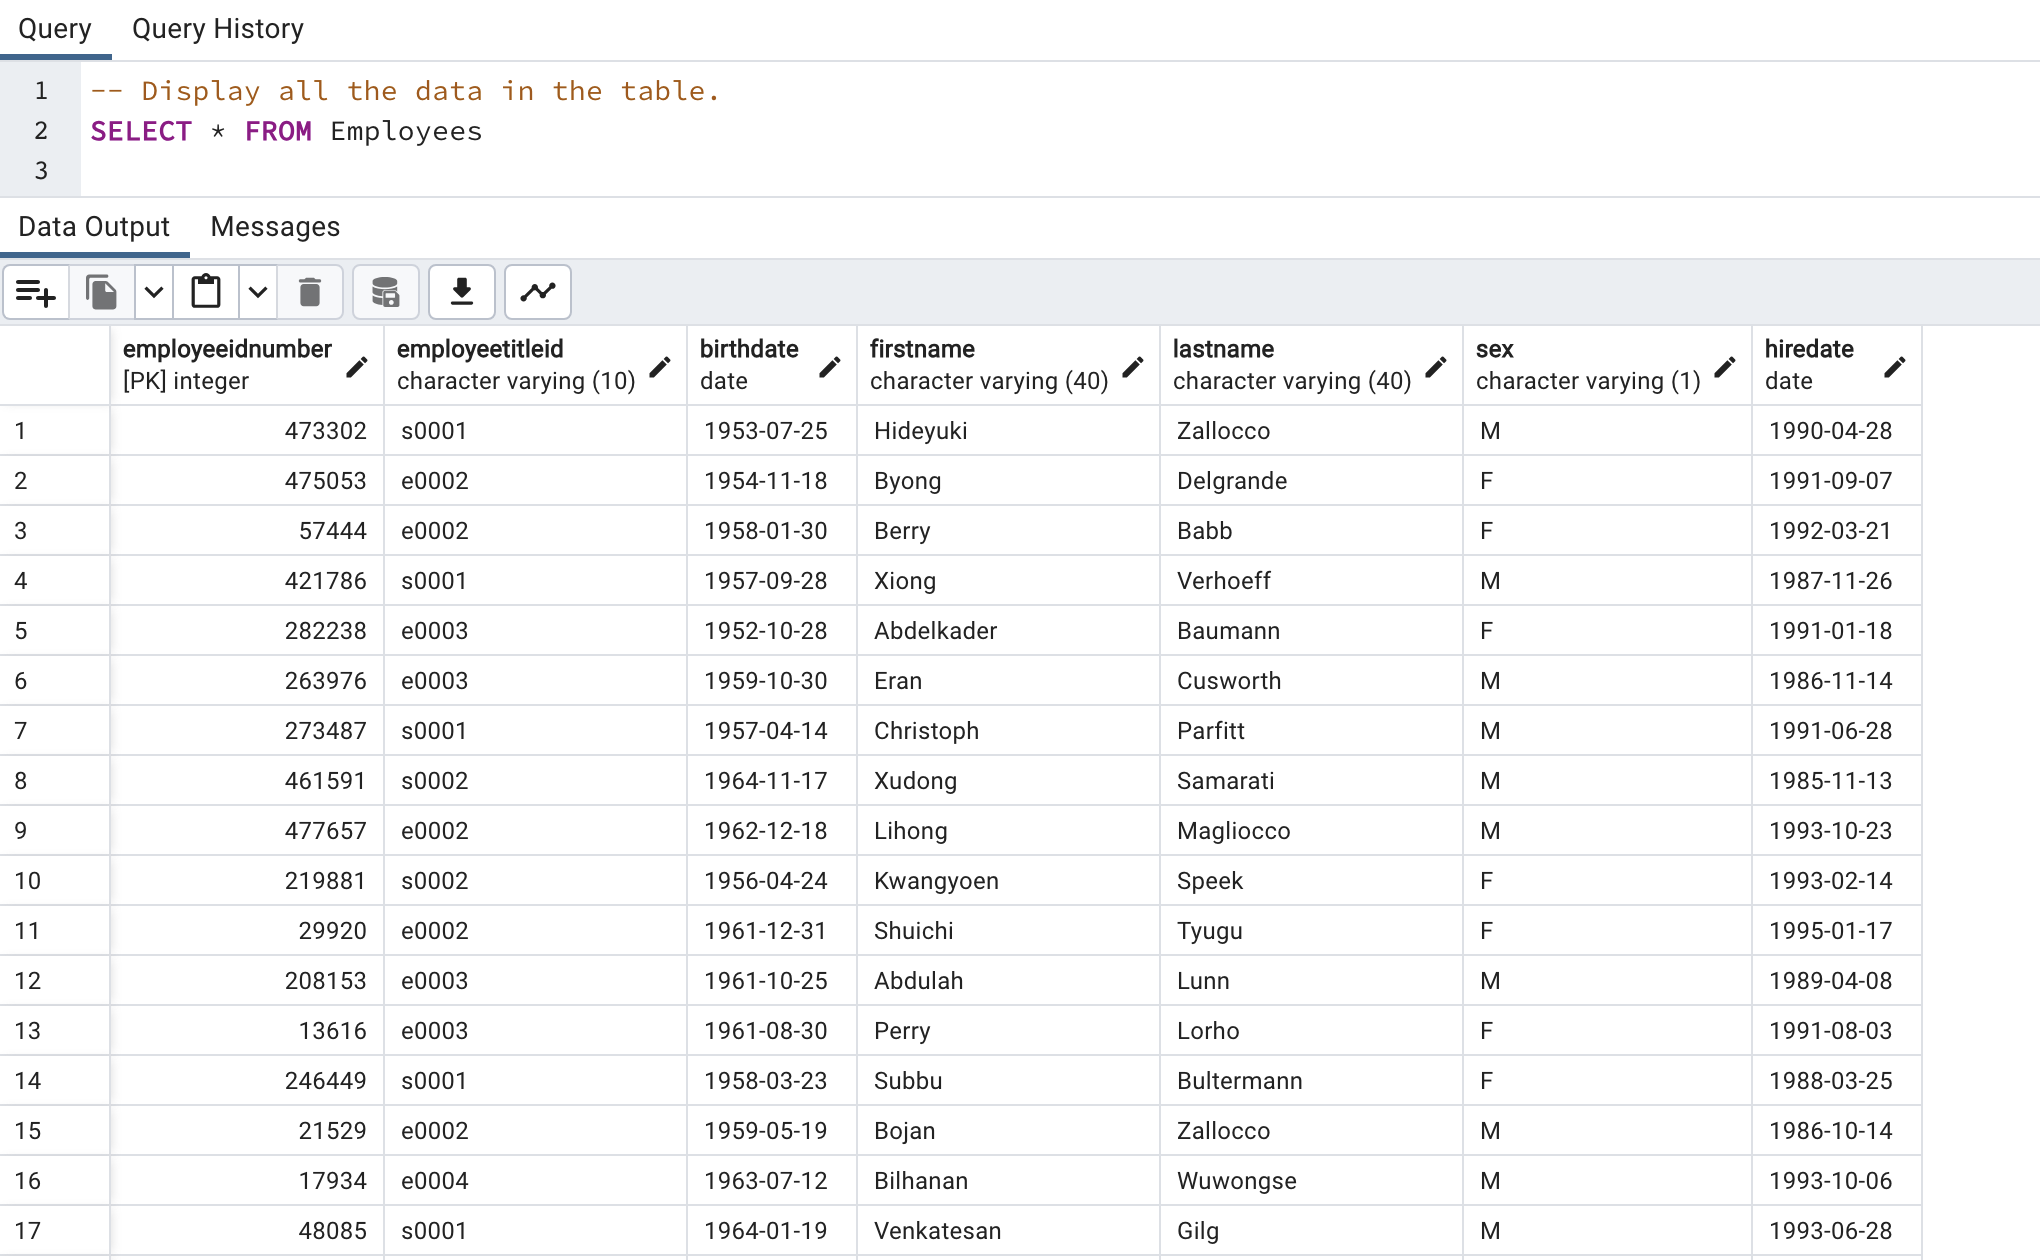 Query Query History
1 -- Display all the data in the table.
2 SELECT * FROM Employees
3
Data Output Messages
employeeidnumber employeetitleid birthdate firstname lastname sex hiredate
[PK] integer character varying (10) date character varying (40) character varying (40) character varying (1) date
1 473302 s0001 1953-07-25 Hideyuki Zallocco M 1990-04-28
2 475053 e0002 1954-11-18 Byong Delgrande F 1991-09-07
3 57444 e0002 1958-01-30 Berry Babb F 1992-03-21
4 421786 s0001 1957-09-28 Xiong Verhoeff M 1987-11-26
5 282238 e0003 1952-10-28 Abdelkader Baumann F 1991-01-18
6 263976 e0003 1959-10-30 Eran Cusworth M 1986-11-14
7 273487 s0001 1957-04-14 Christoph Parfitt M 1991-06-28
8 461591 s0002 1964-11-17 Xudong Samarati M 1985-11-13
9 477657 e0002 1962-12-18 Lihong Magliocco M 1993-10-23
10 219881 s0002 1956-04-24 Kwangyoen Speek F 1993-02-14
11 29920 e0002 1961-12-31 Shuichi Tyugu F 1995-01-17
12 208153 e0003 1961-10-25 Abdulah Lunn M 1989-04-08
13 13616 e0003 1961-08-30 Perry Lorho F 1991-08-03
14 246449 s0001 1958-03-23 Subbu Bultermann F 1988-03-25
15 21529 e0002 1959-05-19 Bojan Zallocco M 1986-10-14
16 17934 e0004 1963-07-12 Bilhanan Wuwongse M 1993-10-06
17 48085 s0001 1964-01-19 Venkatesan Gilg M 1993-06-28